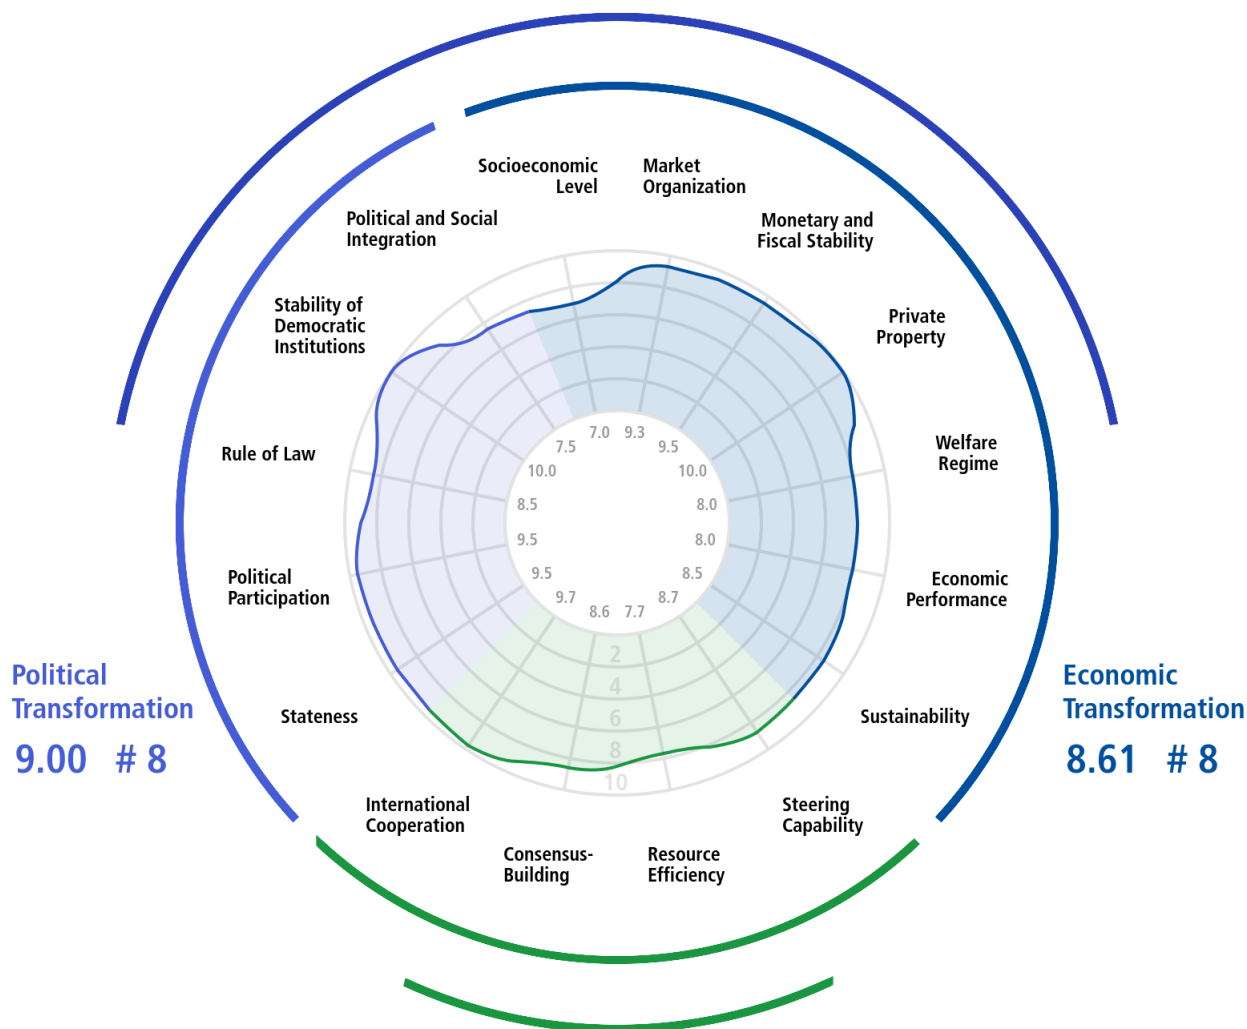 Socioeconomic
Level
Market
Organization
Political and Social
Integration
Monetary and
Fiscal Stability
Stability of
Democratic
Institutions
Private
Property
Rule of Law
Welfare
Regime
Political
Participation
Economic
Performance
Stateness
Sustainability
International
Cooperation
Consensus-
Building
Resource
Efficiency
Steering
Capability
7.0 9.3
7.5 9.5
10.0 10.0
8.5 8.0
9.5 8.0
9.5 8.5
9.7 8.7
8.6 7.7
2
4
6
8
10
Political
Transformation
9.00 # 8
Economic
Transformation
8.61 # 8